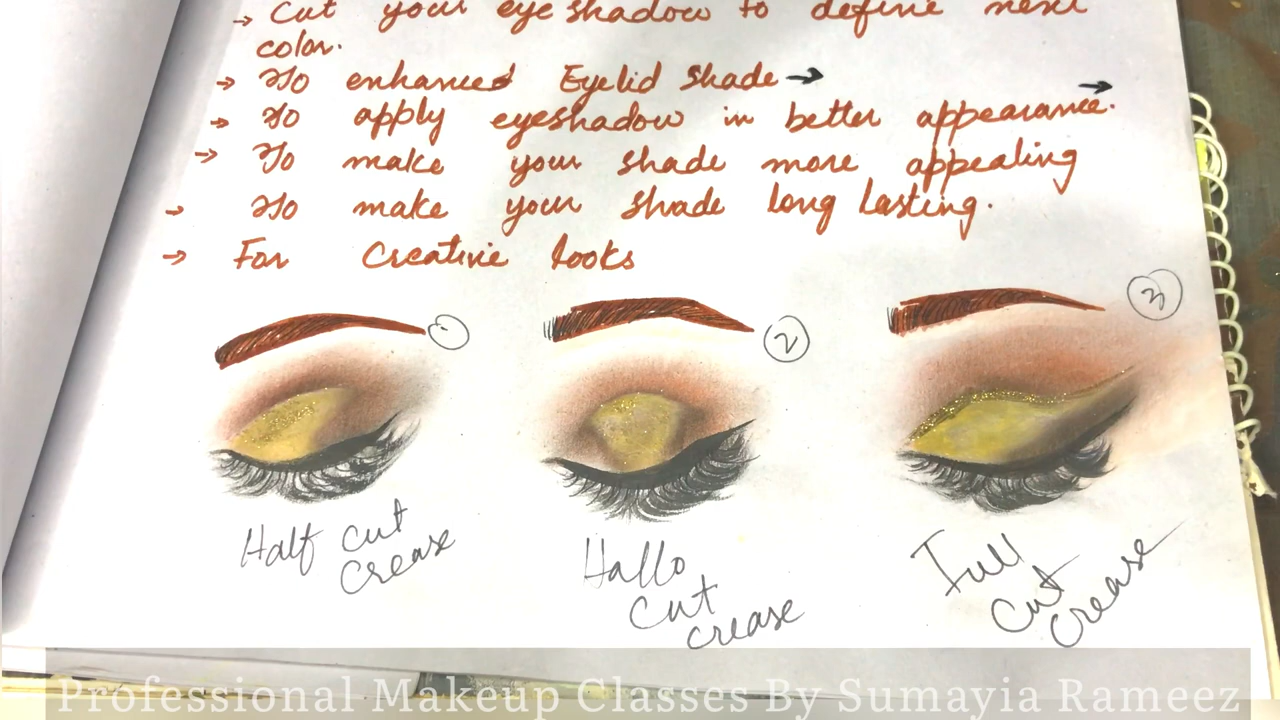 → Cut your eye shadow to define next
color.
→ To enhanced Eyelid Shade →
→ To apply eyeshadow in better appearance. →
→ To make your shade more appealing
→ To make your shade long lasting.
→ For Creative looks
1
2
3
Half cut
crease
Hallo
cut
crease
Full
cut
crease
Professional Makeup Classes By Sumayia Rameez